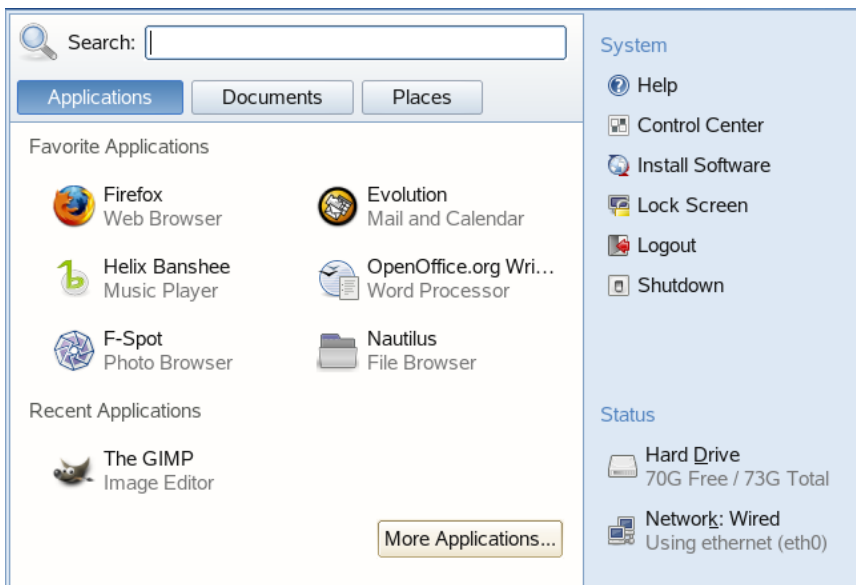 Search:
Applications
Documents
Places
Favorite Applications
Firefox
Web Browser
Evolution
Mail and Calendar
Helix Banshee
Music Player
OpenOffice.org Wri...
Word Processor
F-Spot
Photo Browser
Nautilus
File Browser
Recent Applications
The GIMP
Image Editor
More Applications...
System
Help
Control Center
Install Software
Lock Screen
Logout
Shutdown
Status
Hard Drive
70G Free / 73G Total
Network: Wired
Using ethernet (eth0)